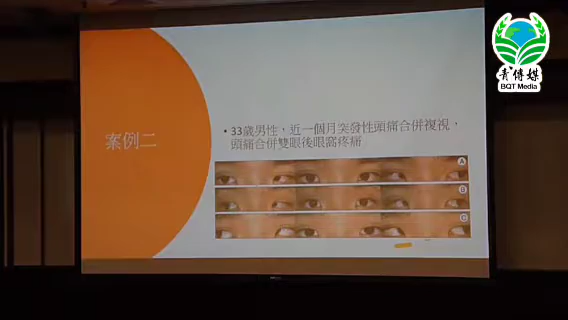 青傳媒
BQT Media
案例二
• 33歲男性，近一個月突發性頭痛合併複視，
頭痛合併雙眼後眼窩疼痛
A
B
C